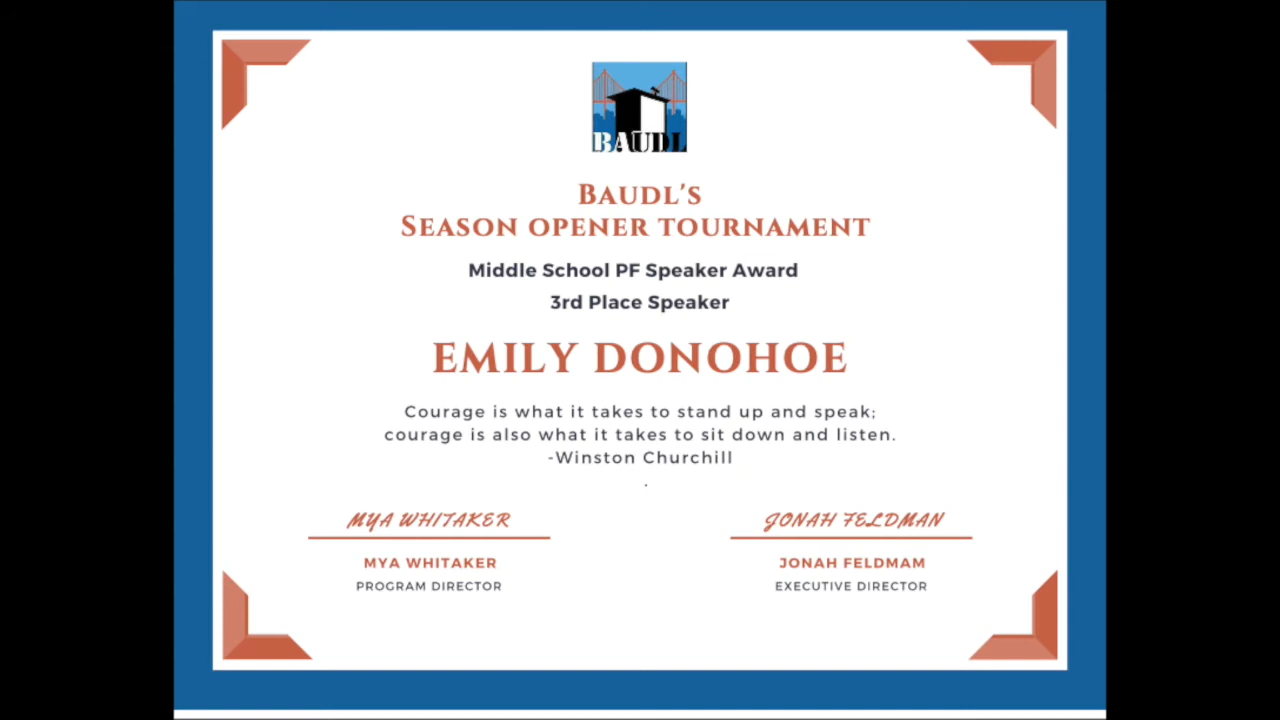 BAUDL
BAUDL'S
SEASON OPENER TOURNAMENT
Middle School PF Speaker Award
3rd Place Speaker
EMILY DONOHOE
Courage is what it takes to stand up and speak;
courage is also what it takes to sit down and listen.
-Winston Churchill
.
MYA WHITAKER JONAH FELDMAN
MYA WHITAKER JONAH FELDMAM
PROGRAM DIRECTOR EXECUTIVE DIRECTOR